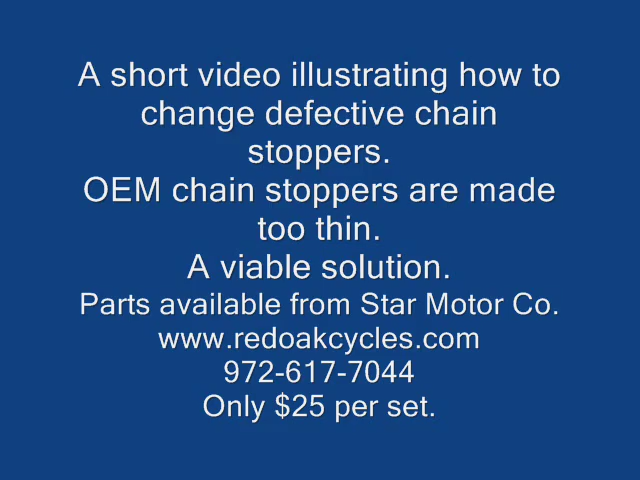 A short video illustrating how to
change defective chain
stoppers.
OEM chain stoppers are made
too thin.
A viable solution.
Parts available from Star Motor Co.
www.redoakcycles.com
972-617-7044
Only $25 per set.